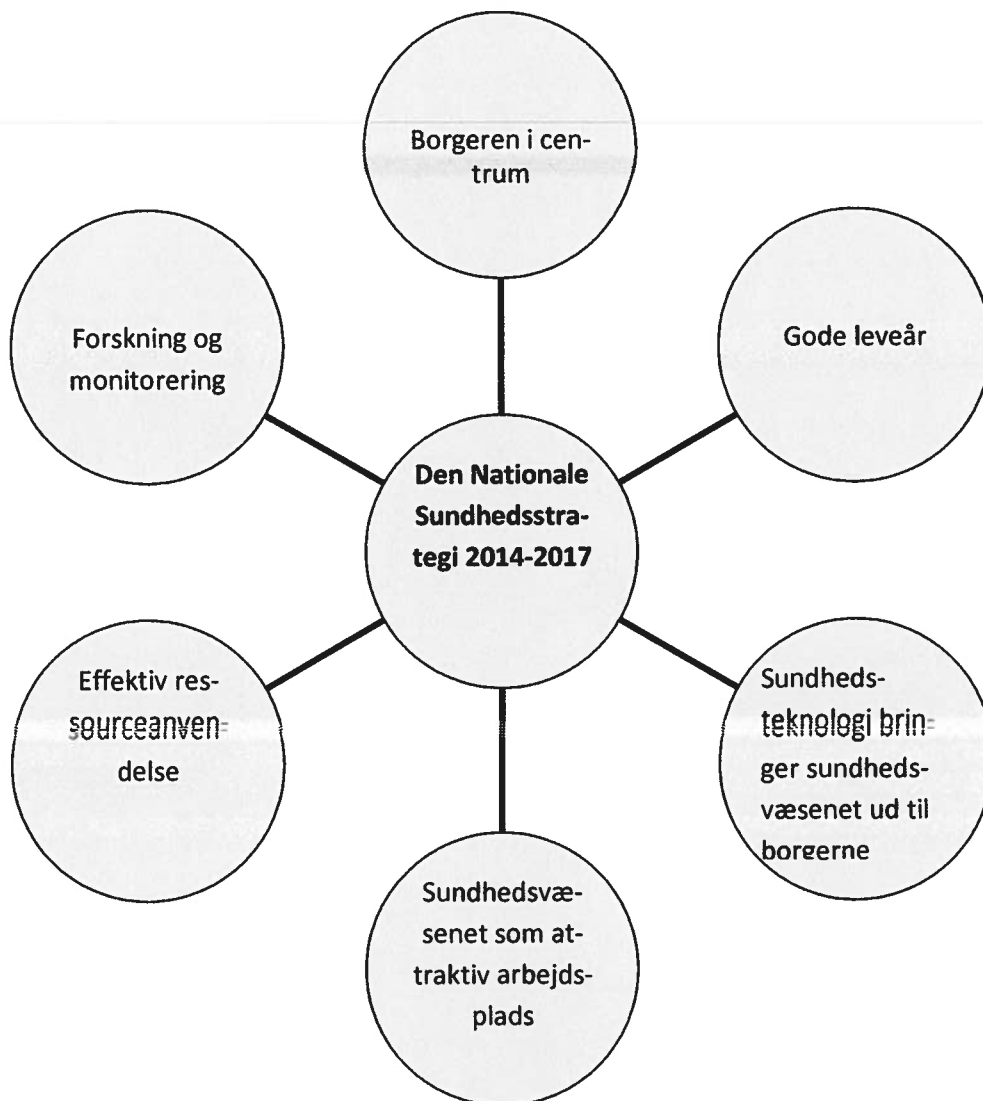 Borgeren i cen-
trum
Gode leveår
Sundheds-
teknologi brin-
ger sundheds-
væsenet ud til
borgerne
Sundhedsvæ-
senet som at-
traktiv arbejds-
plads
Effektiv res-
sourceanven-
delse
Forskning og
monitorering
Den Nationale
Sundhedsstra-
tegi 2014-2017